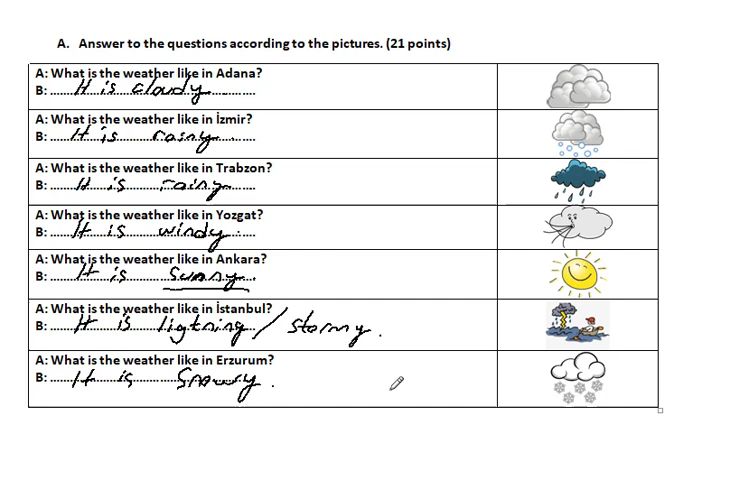 A. Answer to the questions according to the pictures. (21 points)
A: What is the weather like in Adana?
B: ......It is cloudy..............
A: What is the weather like in İzmir?
B: ......It is rainy..............
A: What is the weather like in Trabzon?
B: ......It is rainy..............
A: What is the weather like in Yozgat?
B: ......It is windy..............
A: What is the weather like in Ankara?
B: ......It is sunny..............
A: What is the weather like in İstanbul?
B: ......It is ligtning / stormy.
A: What is the weather like in Erzurum?
B: ......It is snowy.